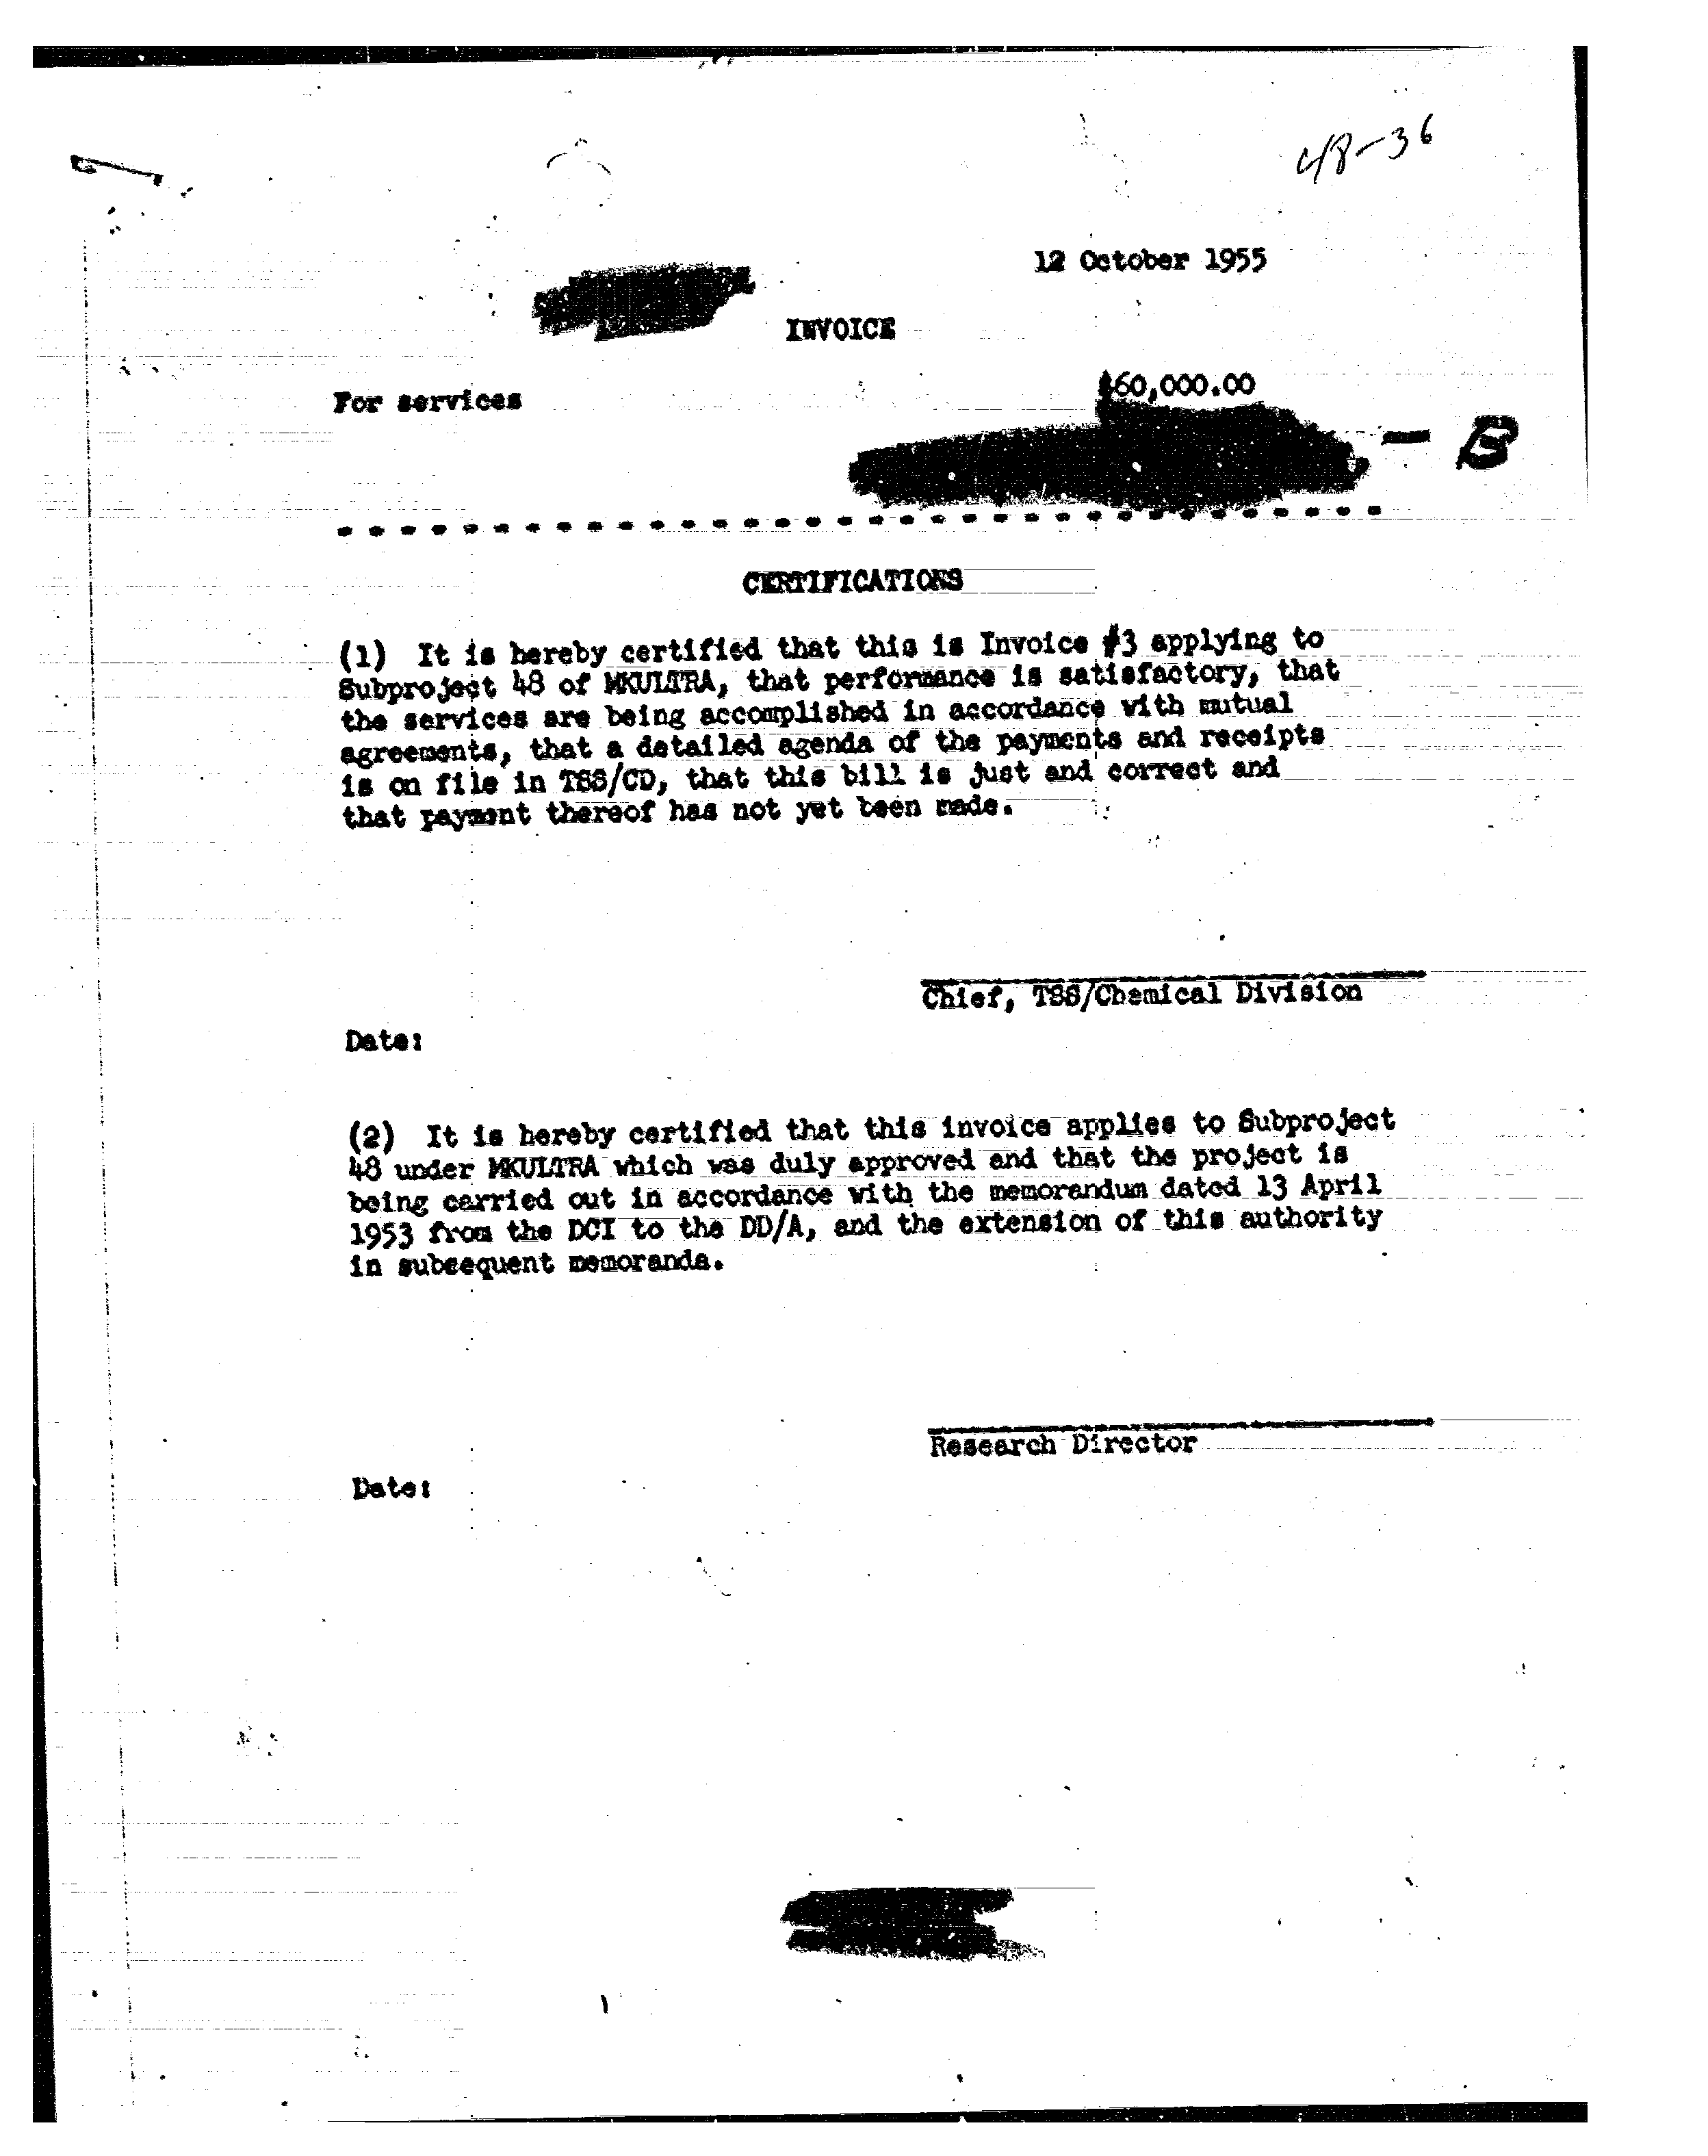 48-36
12 October 1955
INVOICE
For services $60,000.00
B
CERTIFICATIONS
(1) It is hereby certified that this is Invoice #3 applying to
Subproject 48 of MKULTRA, that performance is satisfactory, that
the services are being accomplished in accordance with mutual
agreements, that a detailed agenda of the payments and receipts
is on file in TSS/CD, that this bill is just and correct and
that payment thereof has not yet been made.
Chief, TSS/Chemical Division
Date:
(2) It is hereby certified that this invoice applies to Subproject
48 under MKULTRA which was duly approved and that the project is
being carried out in accordance with the memorandum dated 13 April
1953 from the DCI to the DD/A, and the extension of this authority
in subsequent memoranda.
Research Director
Date: